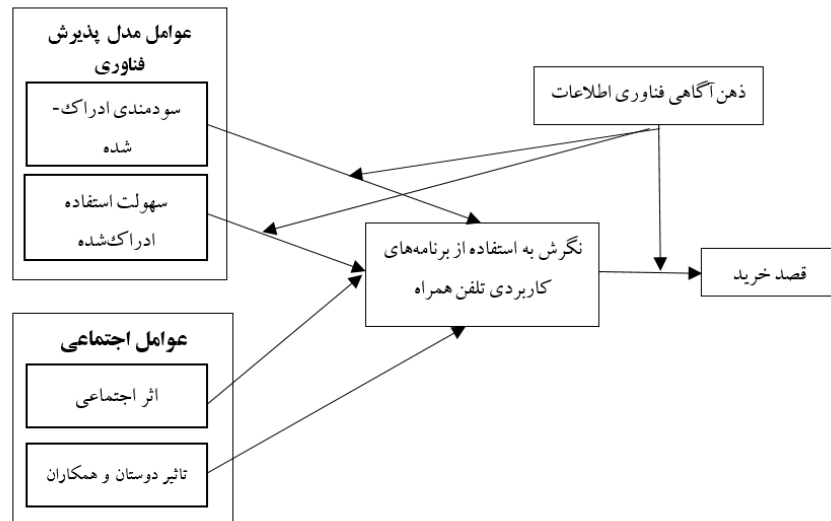 عوامل مدل پذیرش
فناوری
سودمندی ادراک-
شده
سهولت استفاده
ادراک‌شده
ذهن آگاهی فناوری اطلاعات
نگرش به استفاده از برنامه‌های
کاربردی تلفن همراه
قصد خرید
عوامل اجتماعی
اثر اجتماعی
تاثیر دوستان و همکاران